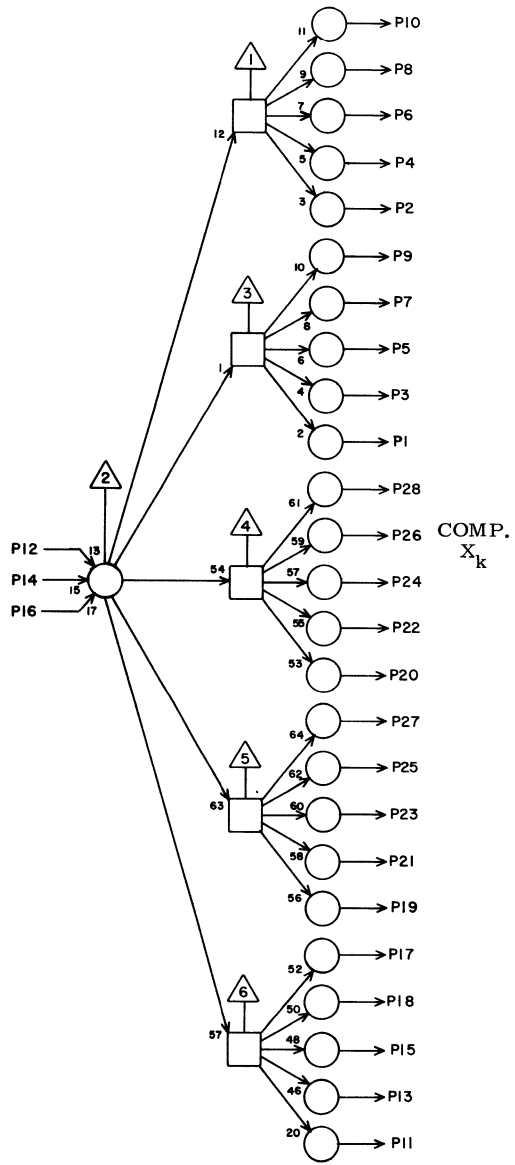 11 P10
1
9 P8
7 P6
12
5 P4
3 P2
10 P9
3
8 P7
6 P5
1
4 P3
2 P1
2
61 P28
4
59 P26 COMP.
X_k
P12 13
54 57 P24
P14 15
P16 17
55 P22
53 P20
64 P27
5
62 P25
63 60 P23
58 P21
56 P19
52 P17
6
50 P18
57 48 P15
46 P13
20 P11